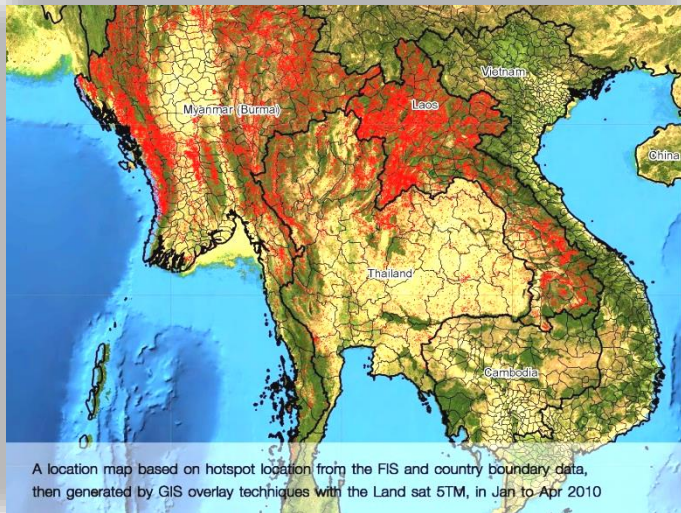 Vietnam
Myanmar (Burma)
Laos
China
Thailand
Cambodia
A location map based on hotspot location from the FIS and country boundary data,
then generated by GIS overlay techniques with the Land sat 5TM, in Jan to Apr 2010